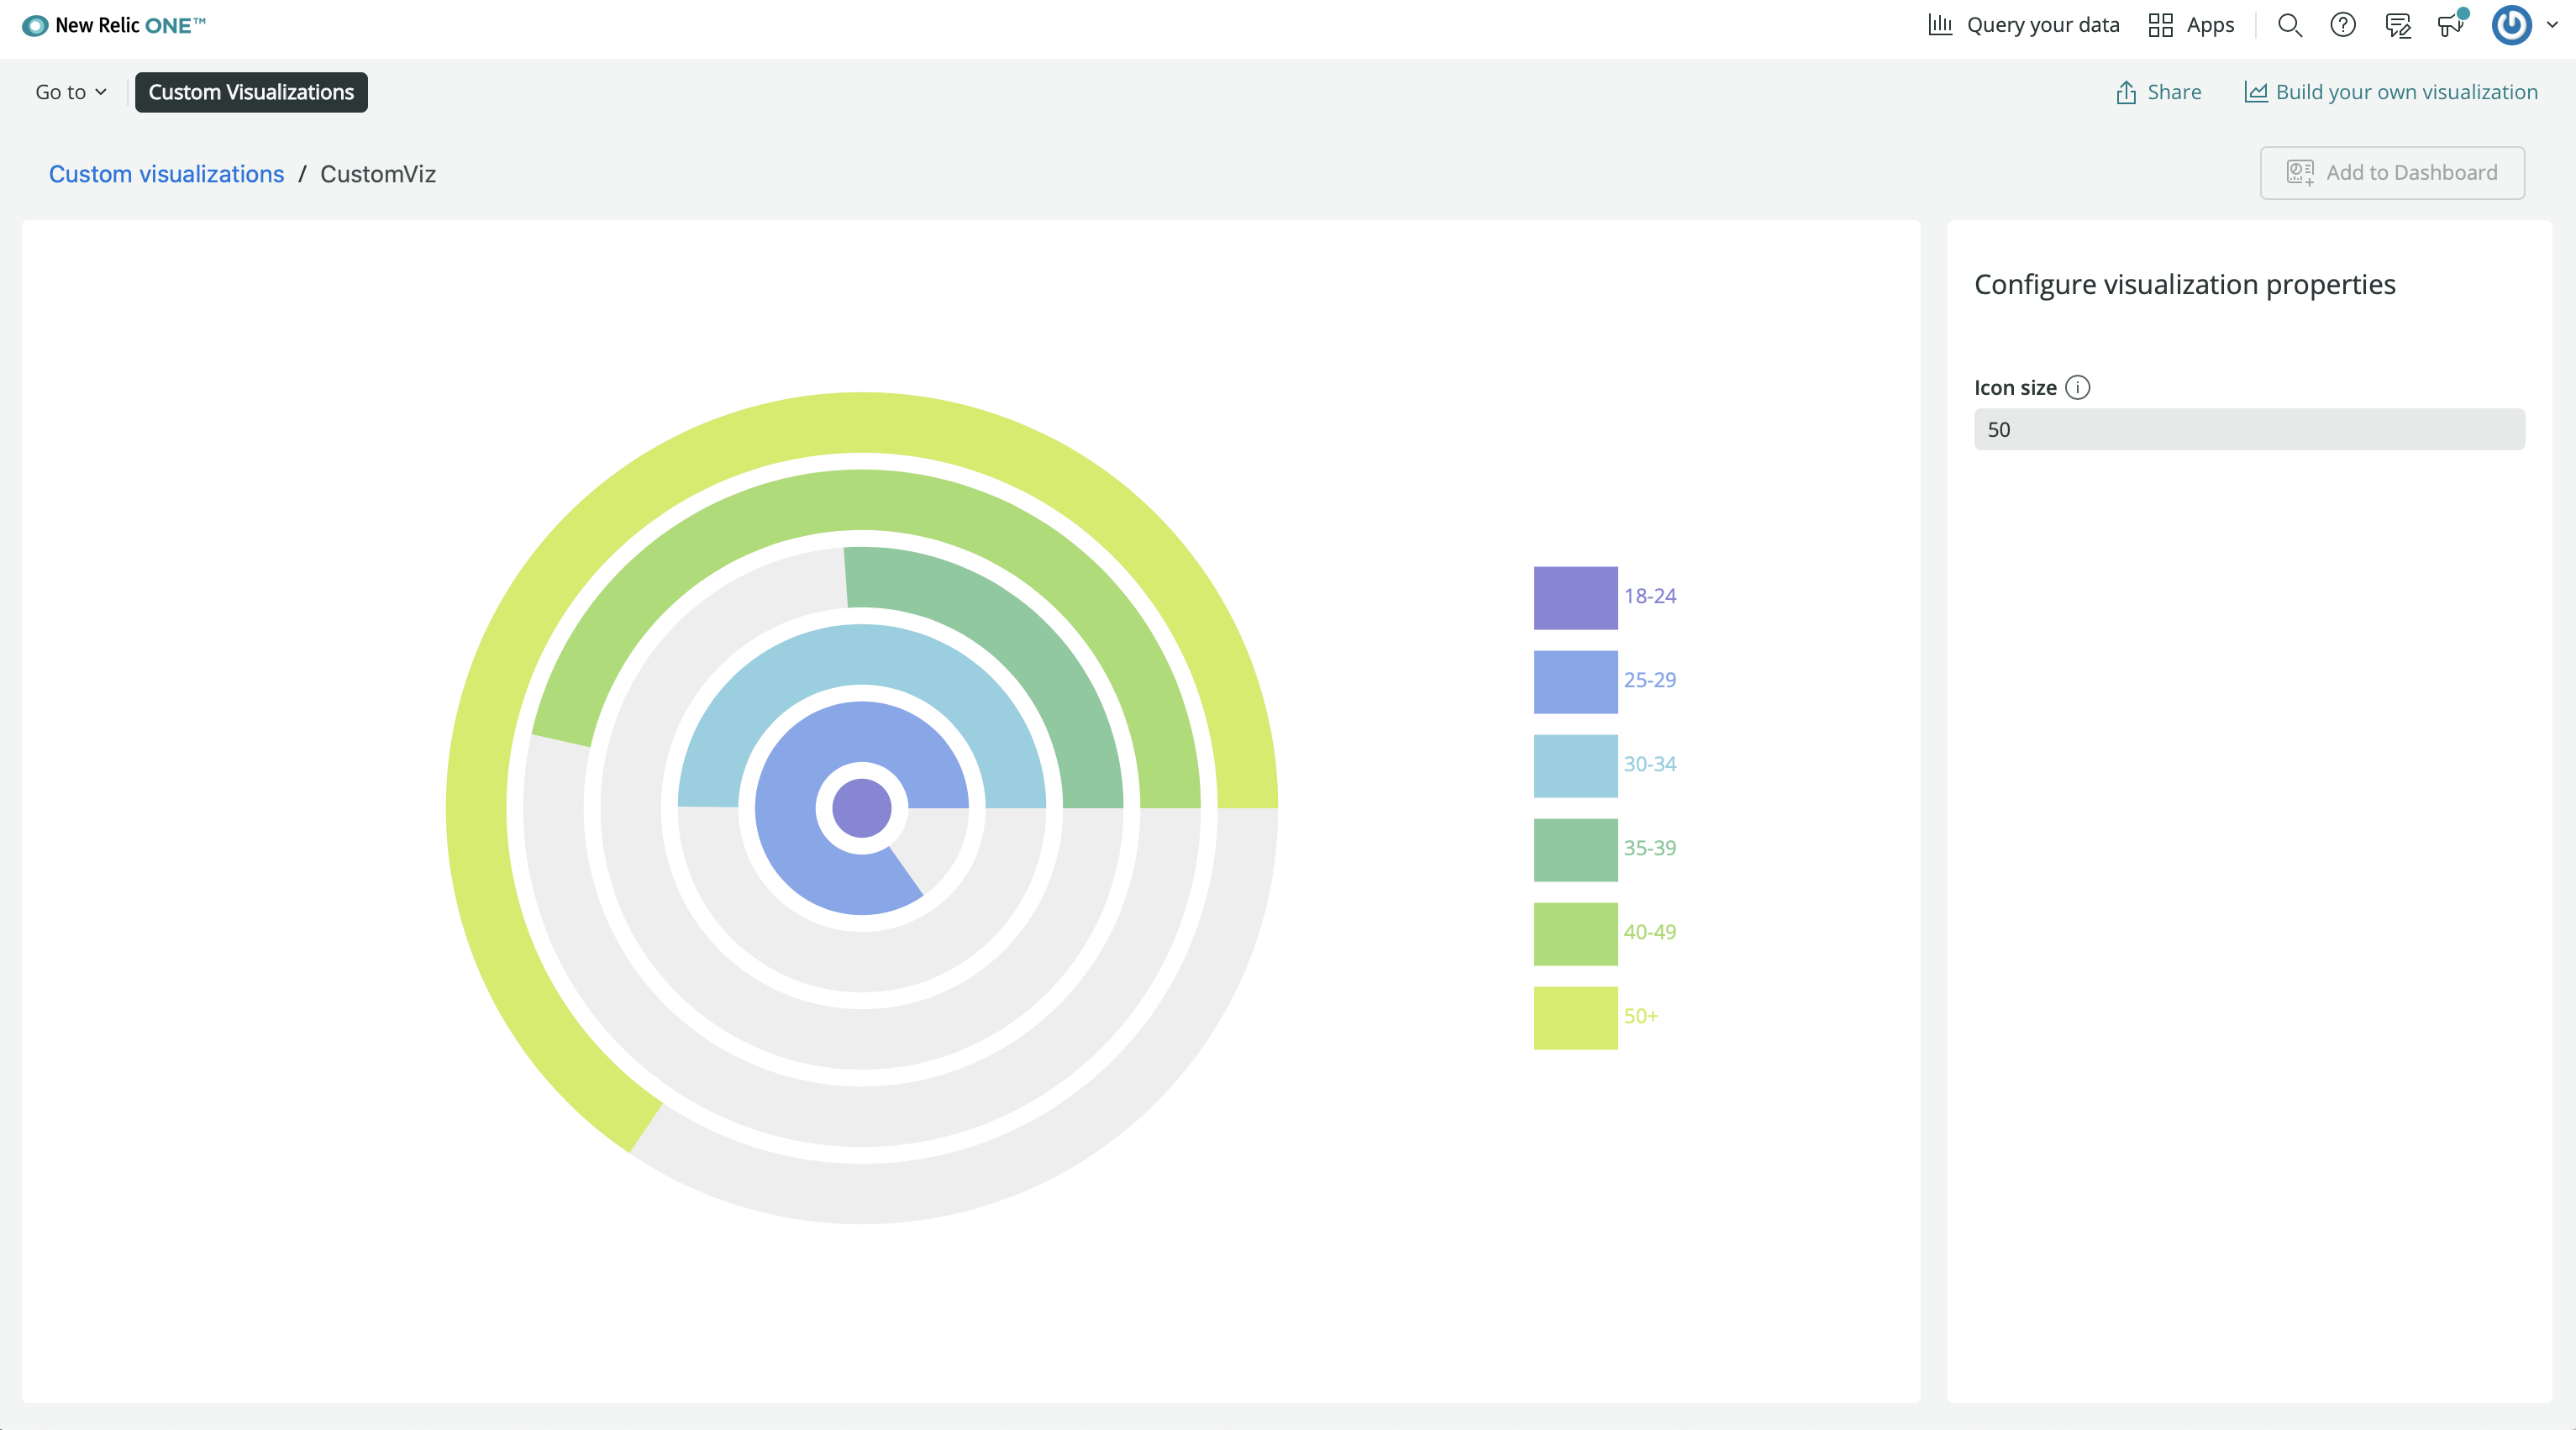 New Relic ONE™
Query your data
Apps
Go to
Custom Visualizations
Share
Build your own visualization
Custom visualizations / CustomViz
Add to Dashboard
Configure visualization properties
Icon size
50
18-24
25-29
30-34
35-39
40-49
50+